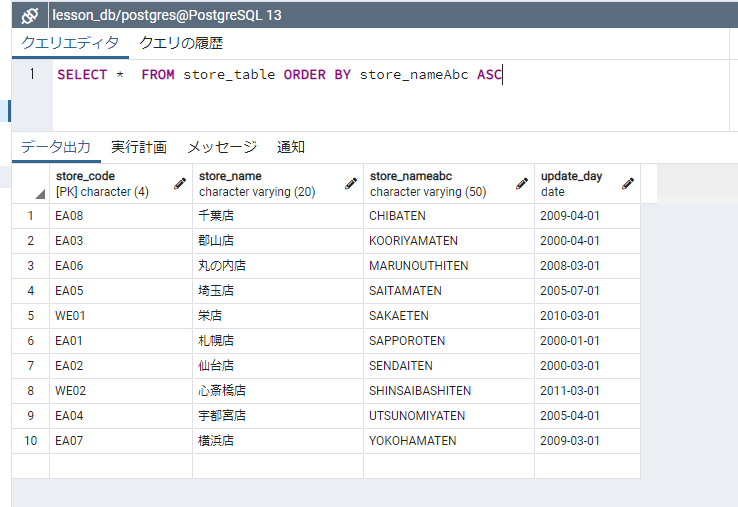 lesson_db/postgres@PostgreSQL 13
クエリエディタ クエリの履歴
1 SELECT * FROM store_table ORDER BY store_nameAbc ASC
データ出力 実行計画 メッセージ 通知
store_code store_name store_nameabc update_day
[PK] character (4) character varying (20) character varying (50) date
1 EA08 千葉店 CHIBATEN 2009-04-01
2 EA03 郡山店 KOORIYAMATEN 2000-04-01
3 EA06 丸の内店 MARUNOUTHITEN 2008-03-01
4 EA05 埼玉店 SAITAMATEN 2005-07-01
5 WE01 栄店 SAKAETEN 2010-03-01
6 EA01 札幌店 SAPPOROTEN 2000-01-01
7 EA02 仙台店 SENDAITEN 2000-03-01
8 WE02 心斎橋店 SHINSAIBASHITEN 2011-03-01
9 EA04 宇都宮店 UTSUNOMIYATEN 2005-04-01
10 EA07 横浜店 YOKOHAMATEN 2009-03-01